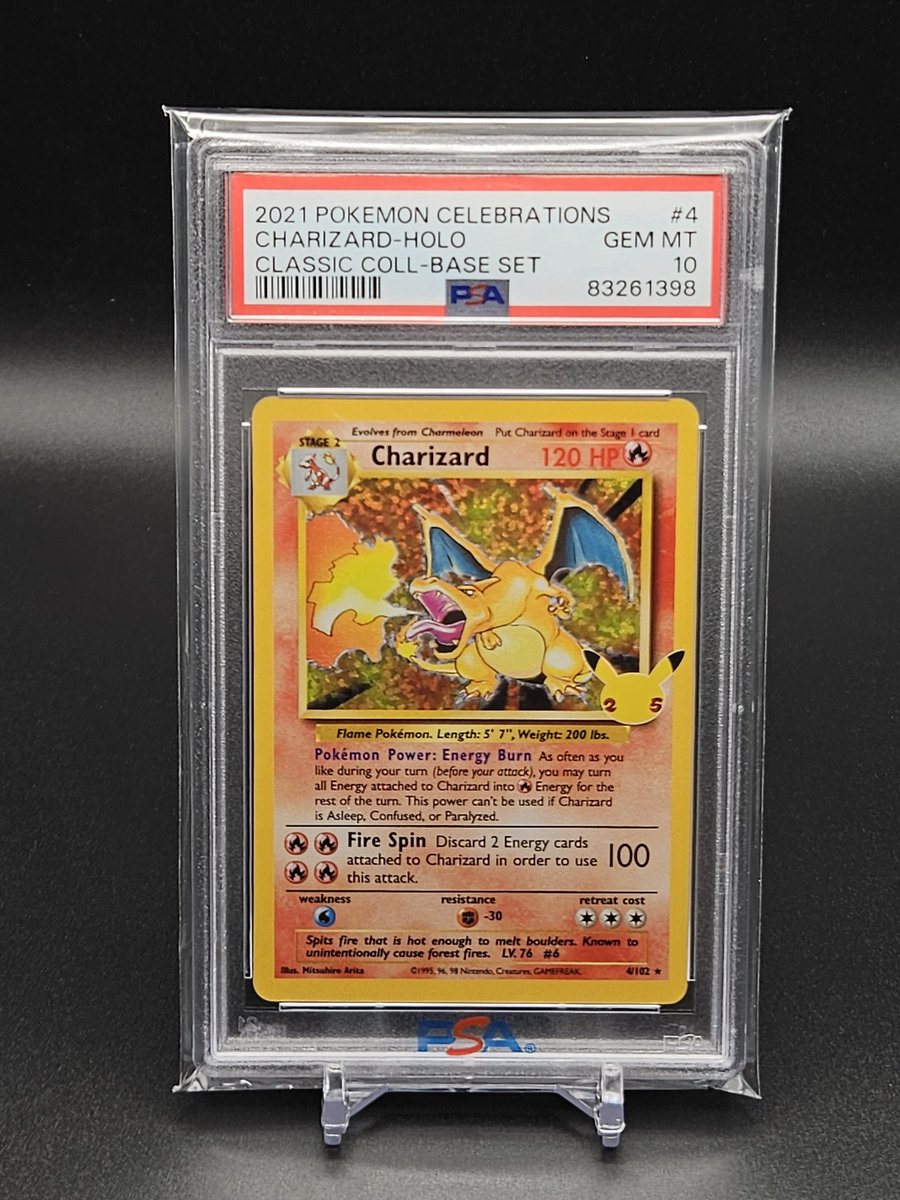 2021 POKEMON CELEBRATIONS #4
CHARIZARD-HOLO GEM MT
CLASSIC COLL-BASE SET 10
83261398
PSA
Evolves from Charmeleon Put Charizard on the Stage 1 card
STAGE 2
Charizard 120 HP
25
Flame Pokémon. Length: 5' 7", Weight: 200 lbs.
Pokémon Power: Energy Burn As often as you
like during your turn (before your attack), you may turn
all Energy attached to Charizard into Energy for the
rest of the turn. This power can't be used if Charizard
is Asleep, Confused, or Paralyzed.
Fire Spin Discard 2 Energy cards
attached to Charizard in order to use 100
this attack.
weakness resistance retreat cost
-30
Spits fire that is hot enough to melt boulders. Known to
unintentionally cause forest fires. LV. 76 #6
Illus. Mitsuhiro Arita ©1995, 96, 98 Nintendo, Creatures, GAMEFREAK. 4/102 ★
PSA®
PSA